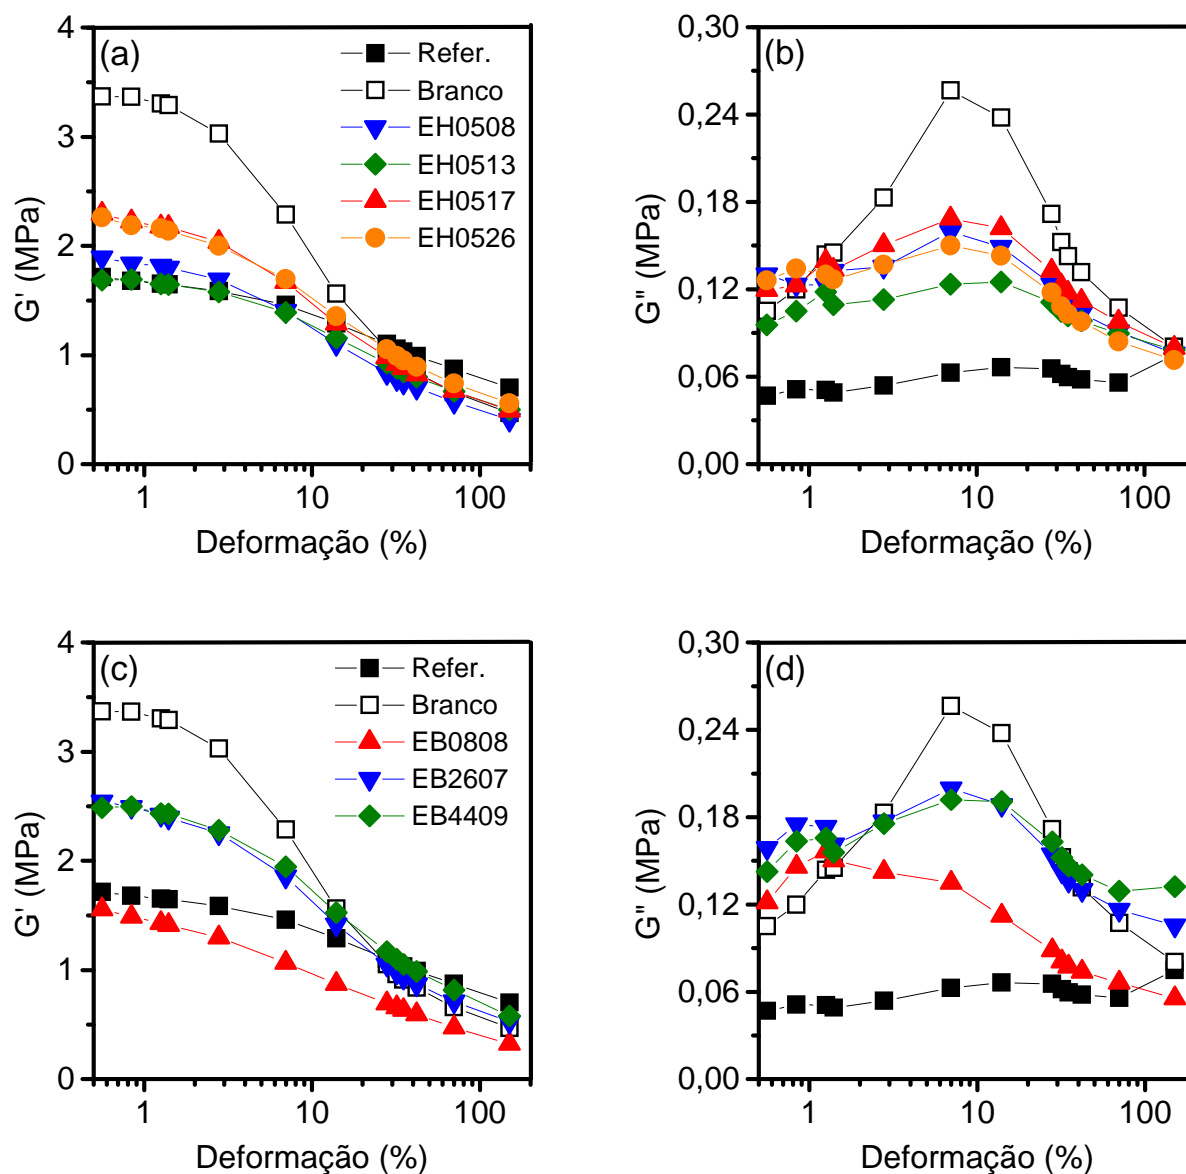 (a)
Refer.
Branco
EH0508
EH0513
EH0517
EH0526
4
3
2
1
0
G' (MPa)
1
10
100
Deformação (%)
(b)
0,30
0,24
0,18
0,12
0,06
0,00
G" (MPa)
1
10
100
Deformação (%)
(c)
Refer.
Branco
EB0808
EB2607
EB4409
4
3
2
1
0
G' (MPa)
1
10
100
Deformação (%)
(d)
0,30
0,24
0,18
0,12
0,06
0,00
G" (MPa)
1
10
100
Deformação (%)